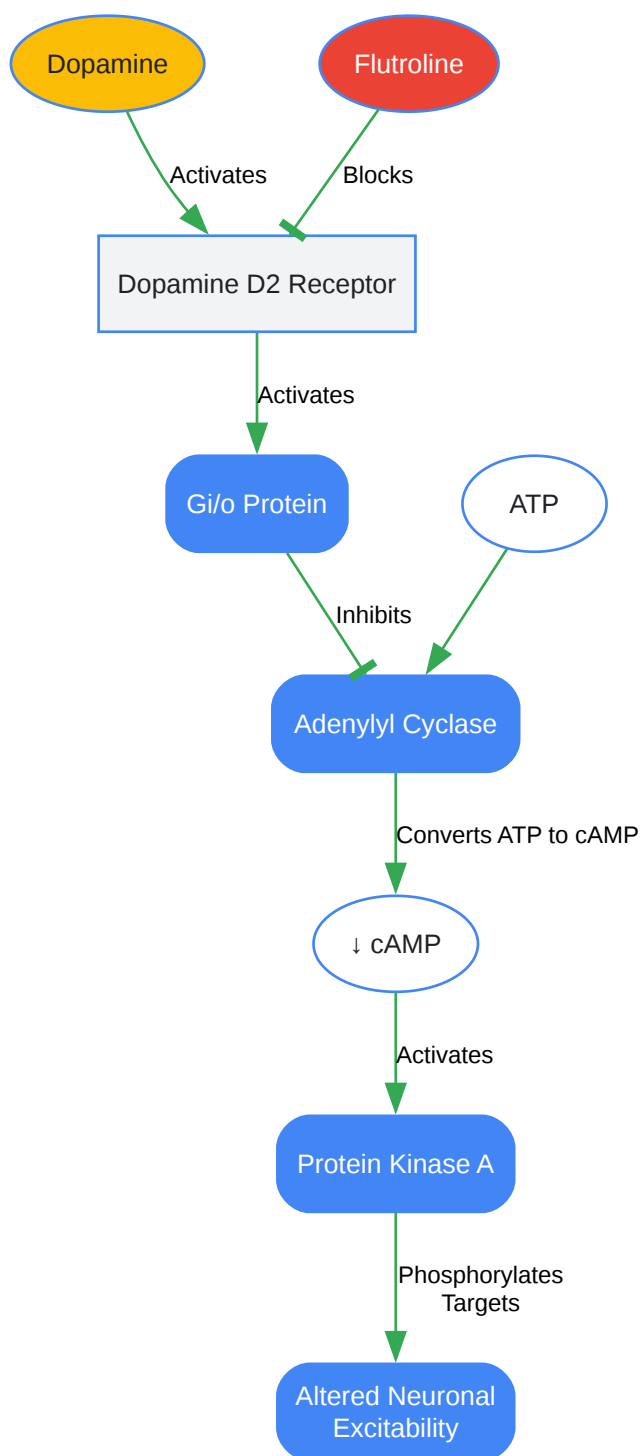 Dopamine
Flutroline
Activates
Blocks
Dopamine D2 Receptor
Activates
Gi/o Protein
ATP
Inhibits
Adenylyl Cyclase
Converts ATP to cAMP
↓ cAMP
Activates
Protein Kinase A
Phosphorylates
Targets
Altered Neuronal
Excitability